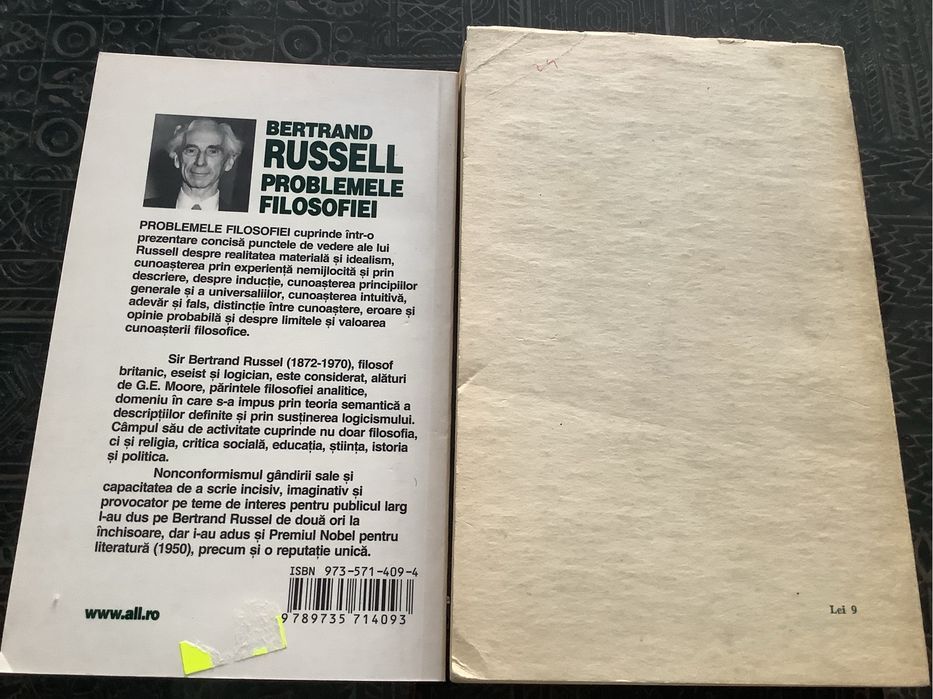 BERTRAND
RUSSELL
PROBLEMELE
FILOSOFIEI
PROBLEMELE FILOSOFIEI cuprinde într-o
prezentare concisă punctele de vedere ale lui
Russell despre realitatea materială și idealism,
cunoașterea prin experiență nemijlocită și prin
descriere, despre inducție, cunoașterea principiilor
generale și a universaliilor, cunoașterea intuitivă,
adevăr și fals, distincție între cunoaștere, eroare și
opinie probabilă și despre limitele și valoarea
cunoașterii filosofice.
Sir Bertrand Russel (1872-1970), filosof
britanic, eseist și logician, este considerat, alături
de G.E. Moore, părintele filosofiei analitice,
domeniu în care s-a impus prin teoria semantică a
descriptiilor definite și prin susținerea logicismului.
Câmpul său de activitate cuprinde nu doar filosofia,
ci și religia, critica socială, educația, știința, istoria
și politica.
Nonconformismul gândirii sale și
capacitatea de a scrie incisiv, imaginativ și
provocator pe teme de interes pentru publicul larg
l-au dus pe Bertrand Russel de două ori la
închisoare, dar i-au adus și Premiul Nobel pentru
literatură (1950), precum și o reputație unică.
ISBN 973-571-409-4
9 789735 714093
www.all.ro
Lei 9